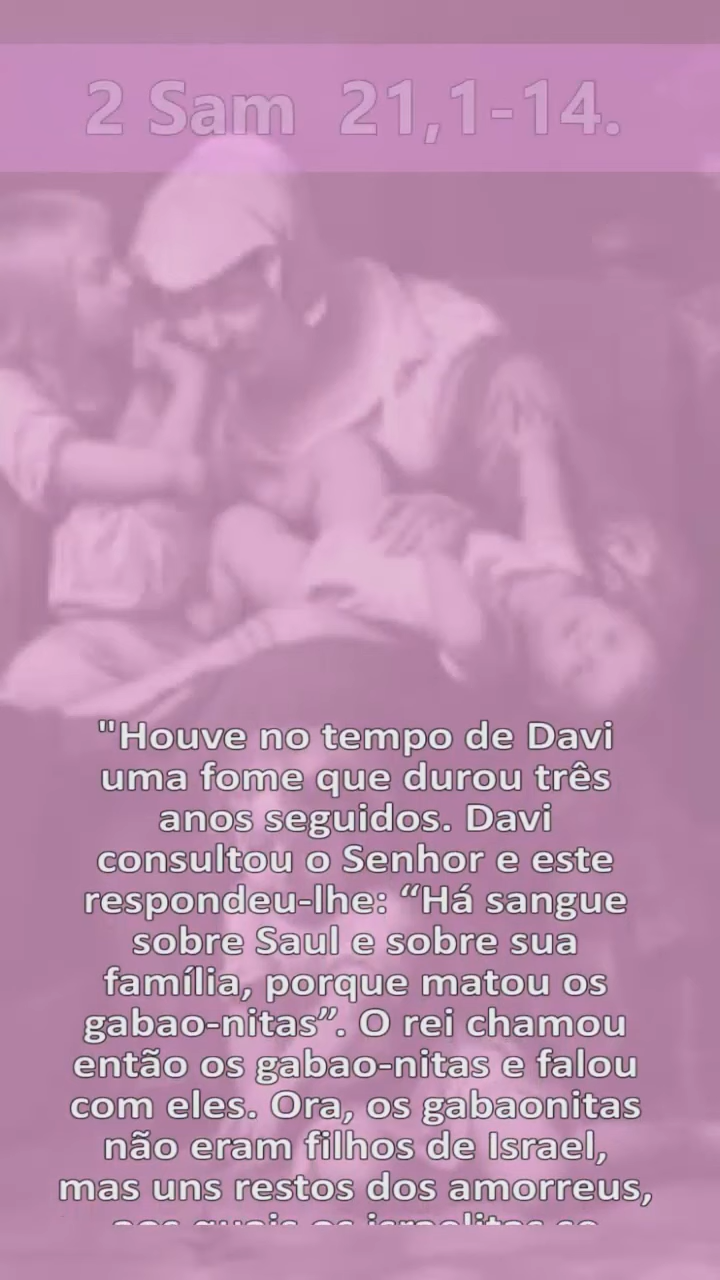 2 Sam 21,1-14.
"Houve no tempo de Davi
uma fome que durou três
anos seguidos. Davi
consultou o Senhor e este
respondeu-lhe: “Há sangue
sobre Saul e sobre sua
família, porque matou os
gabao-nitas”. O rei chamou
então os gabao-nitas e falou
com eles. Ora, os gabaonitas
não eram filhos de Israel,
mas uns restos dos amorreus,